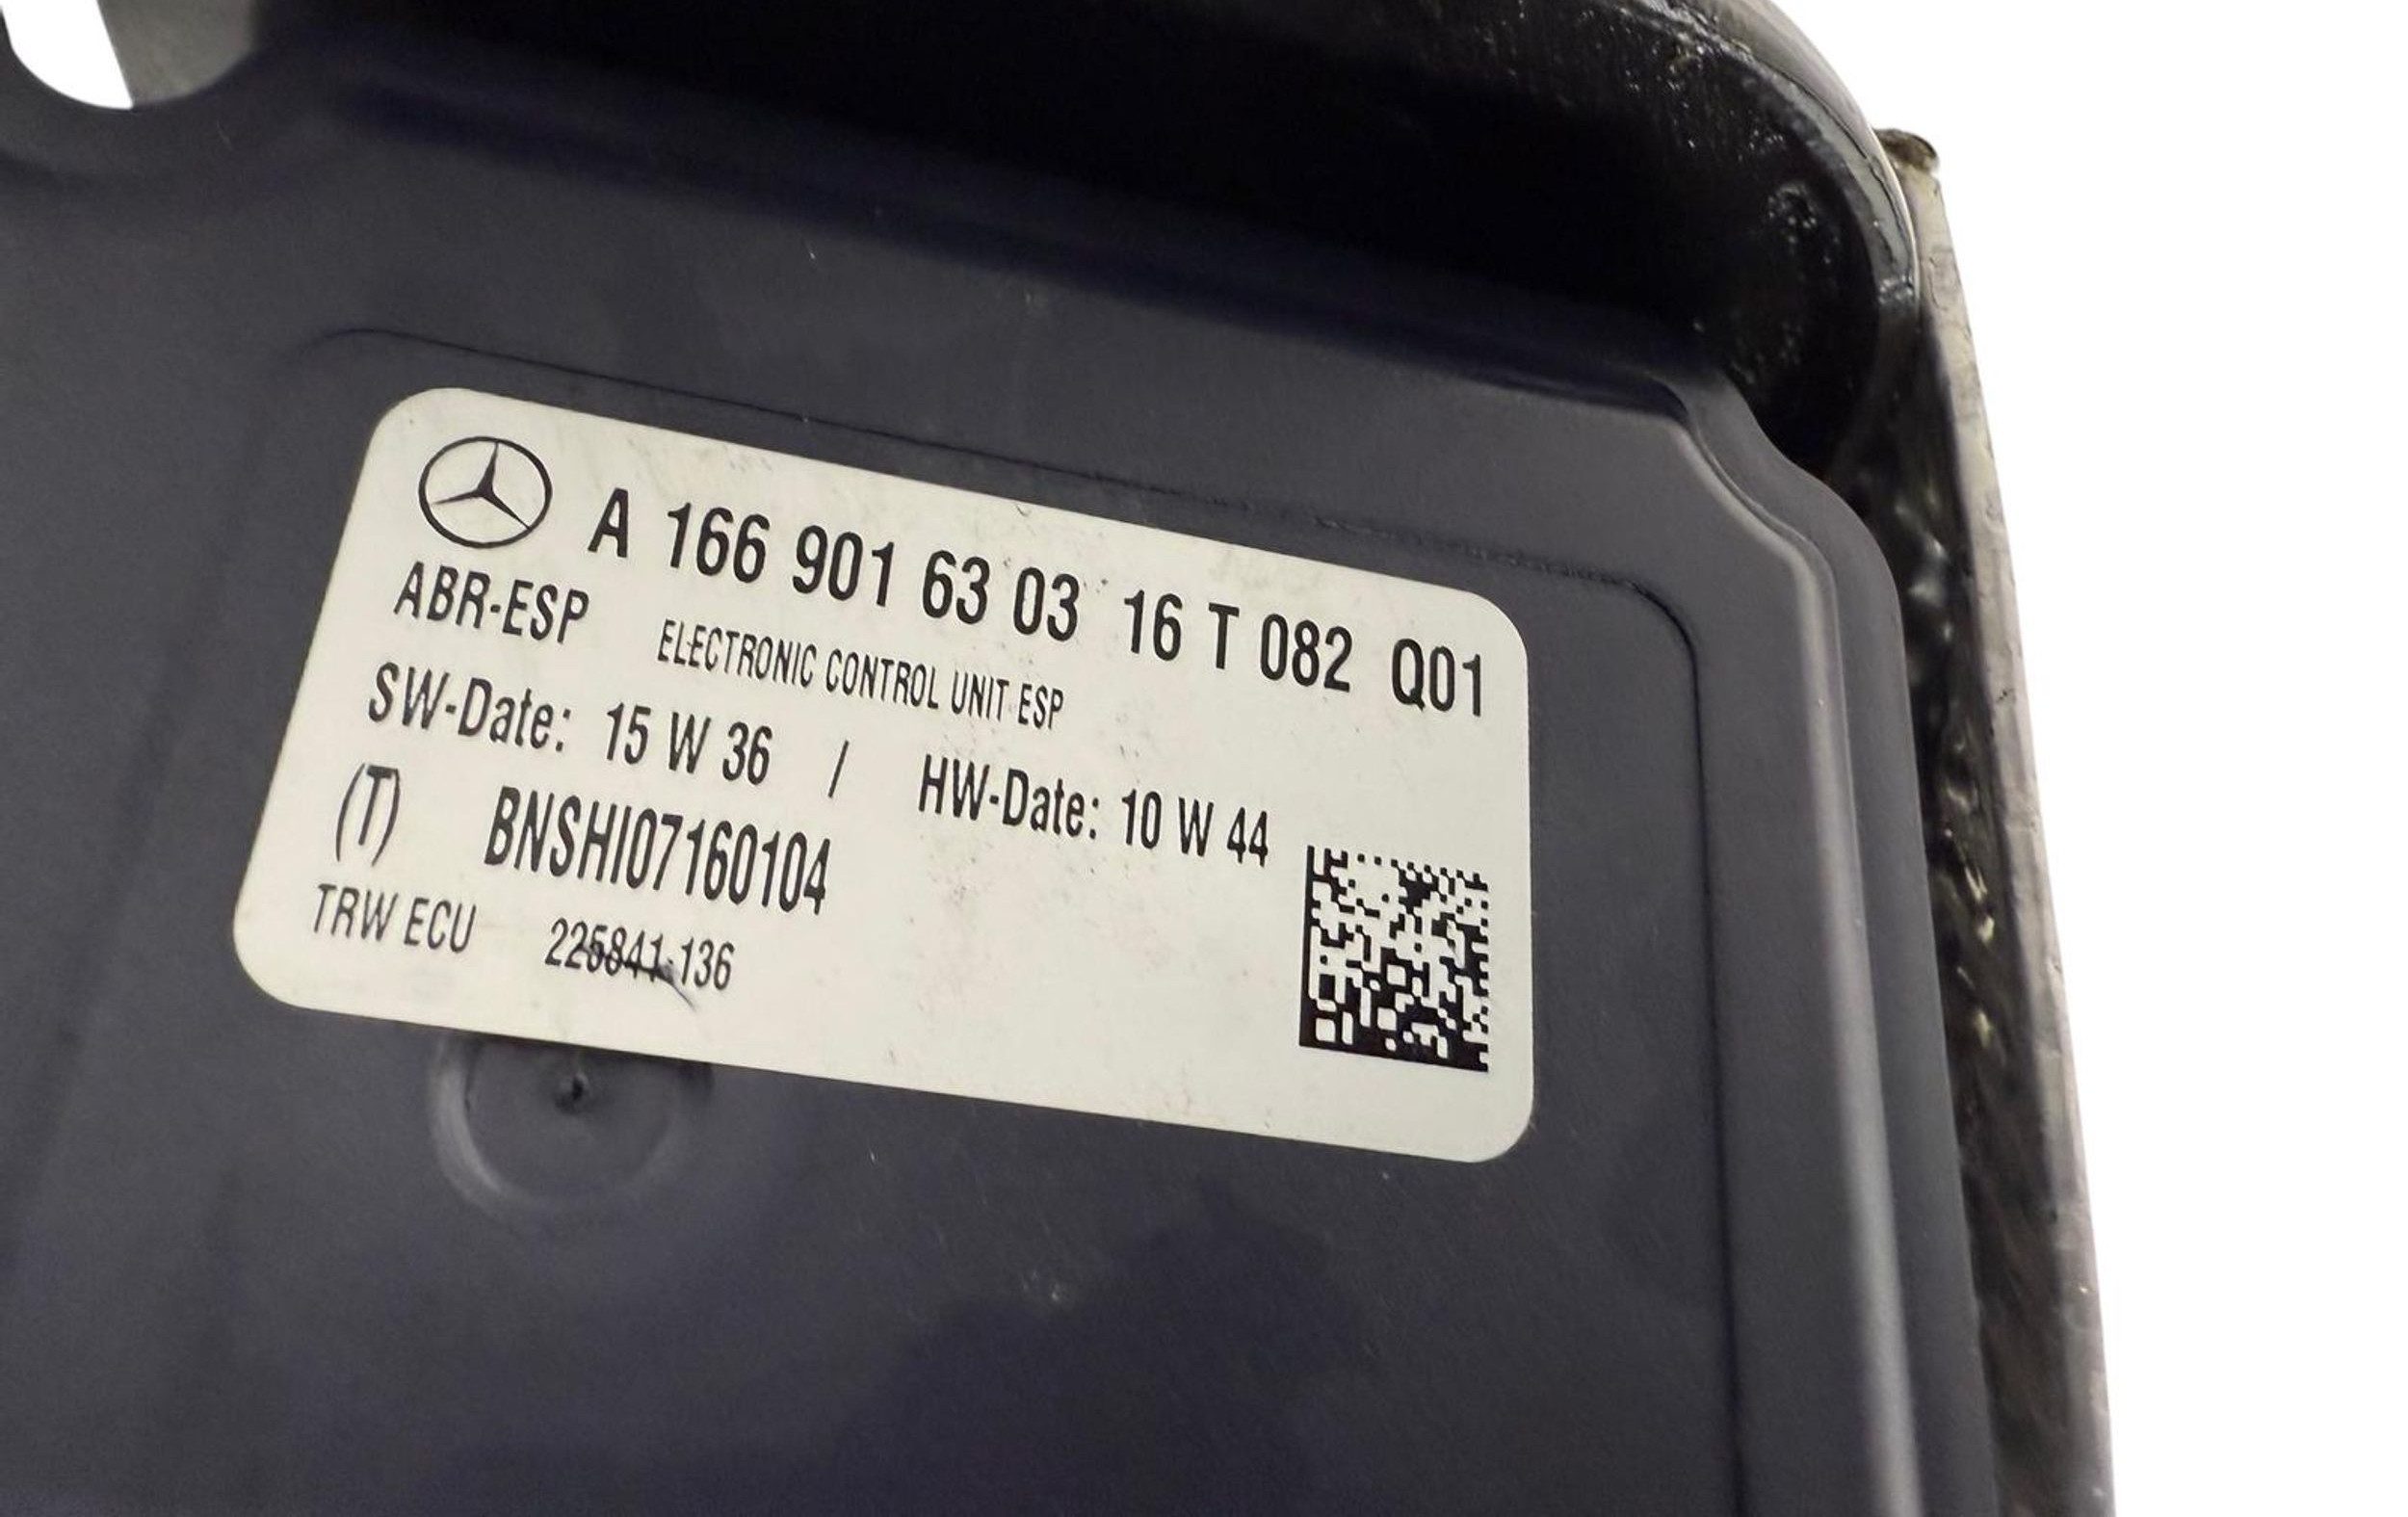 A 166 901 63 03 16 T 082 Q01
ABR-ESP ELECTRONIC CONTROL UNIT ESP
SW-Date: 15 W 36 / HW-Date: 10 W 44
(T) BNSHI07160104
TRW ECU 225841-136